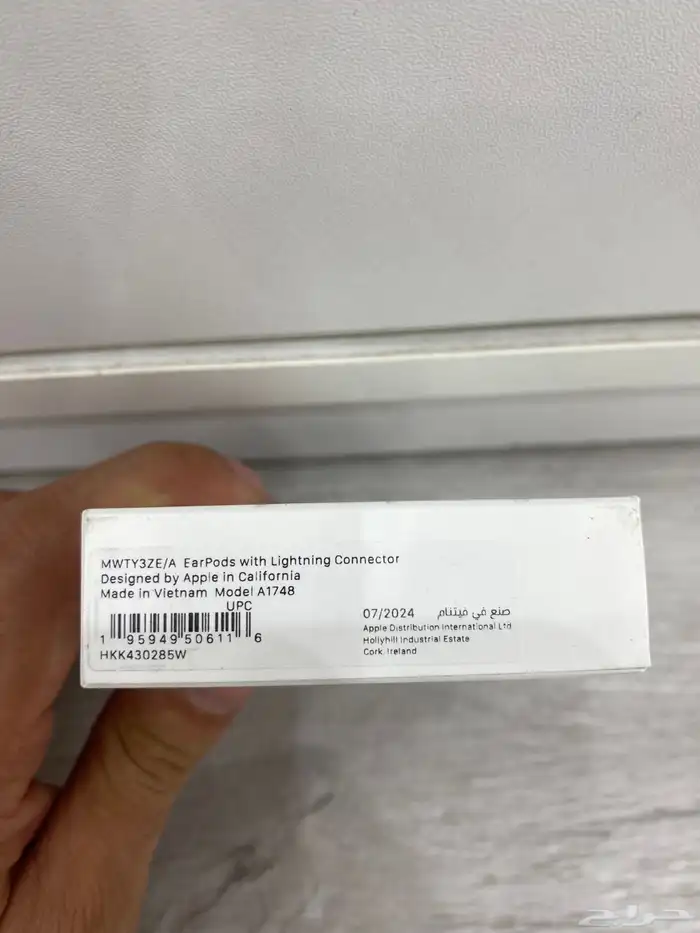 MWTY3ZE/A EarPods with Lightning Connector
Designed by Apple in California
Made in Vietnam Model A1748
UPC
1 95949 50611 6
HKK430285W
07/2024 صنع في فيتنام
Apple Distribution International Ltd
Hollyhill Industrial Estate
Cork, Ireland
حراج